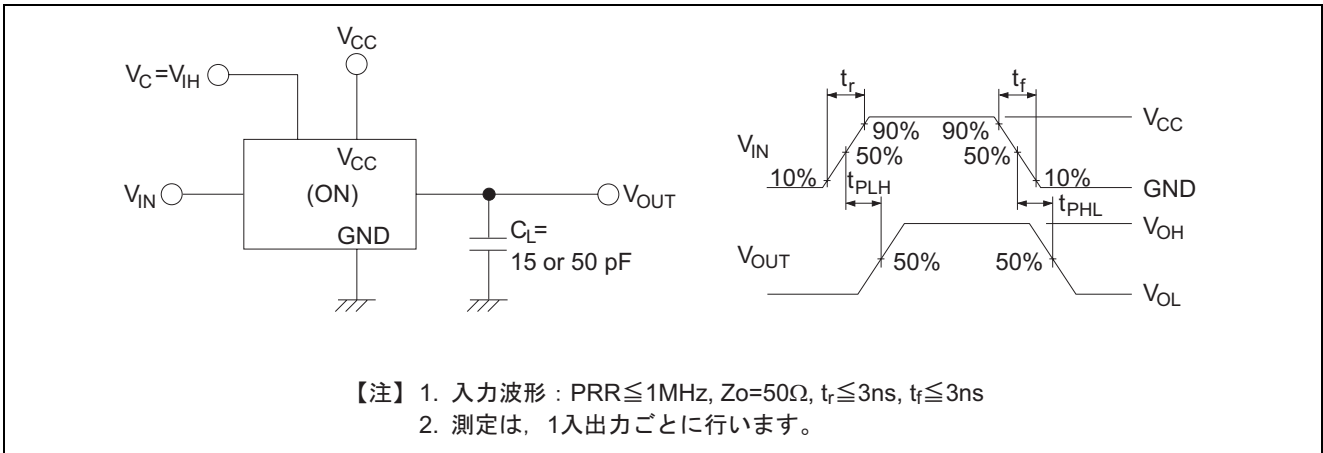 VCC
VC=VIH
VCC
VIN
(ON)
VOUT
GND
CL=
15 or 50 pF
tr
tf
VCC
90%
90%
VIN
50%
50%
10%
10%
GND
tPLH
tPHL
VOH
VOUT
50%
50%
VOL
【注】 1. 入力波形：PRR≦1MHz, Zo=50Ω, tr≦3ns, tf≦3ns
2. 測定は，1入出力ごとに行います。